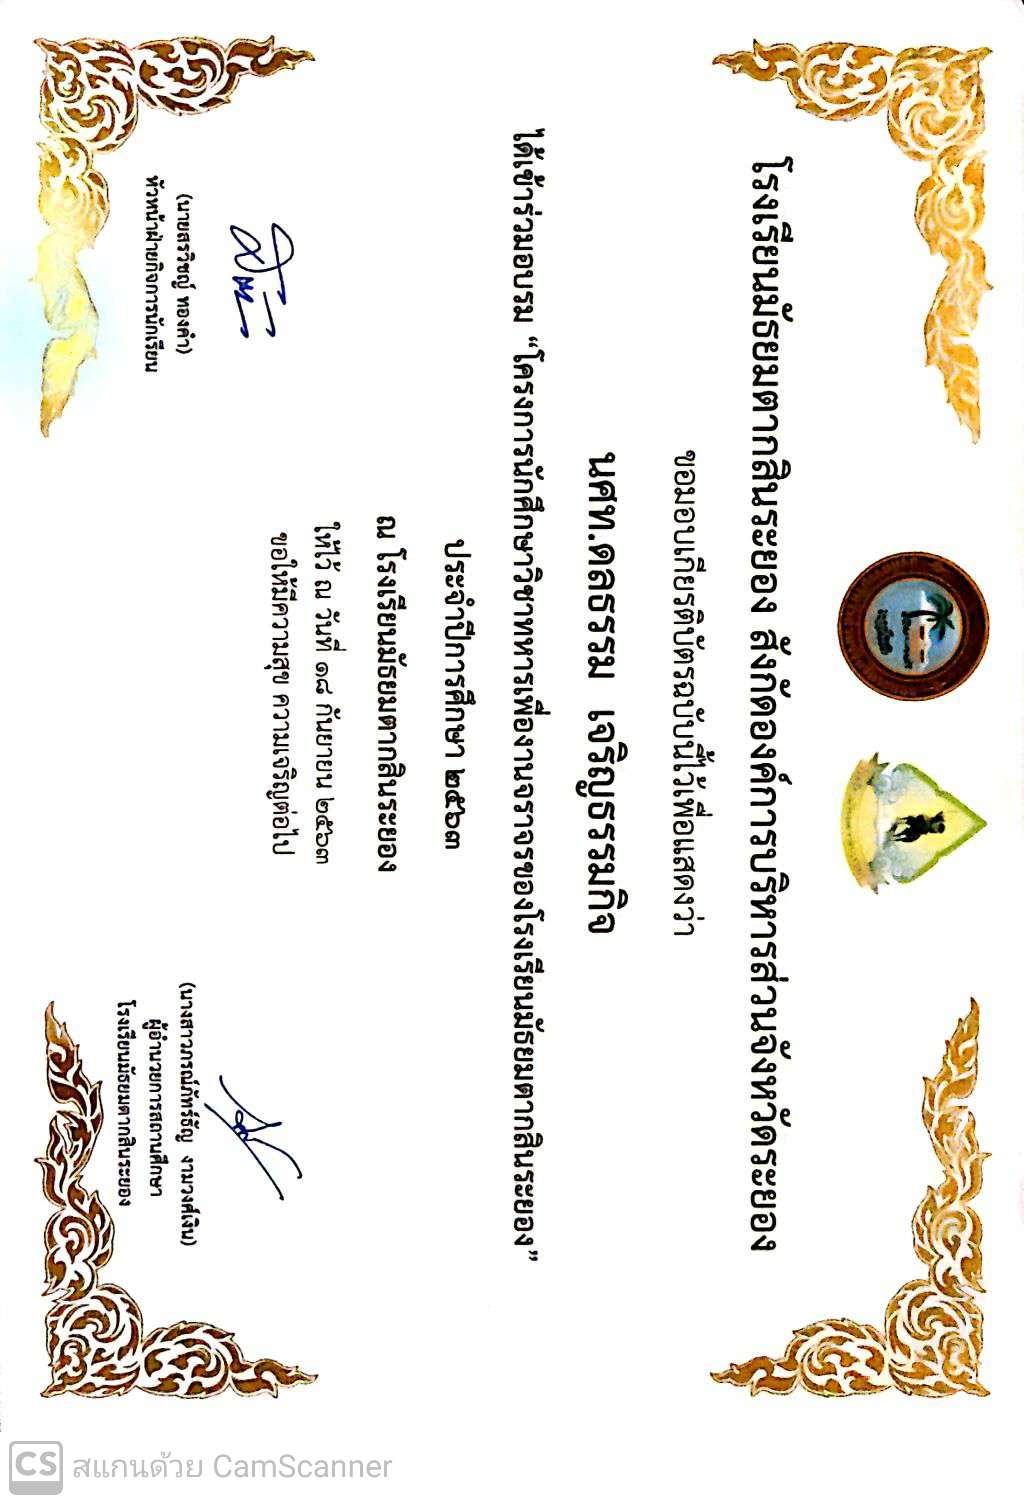 โรงเรียนมัธยมตากสินระยอง สังกัดองค์การบริหารส่วนจังหวัดระยอง
ขอมอบเกียรติบัตรฉบับนี้ไว้เพื่อแสดงว่า
นศท.ดลธรรม เจริญธรรมกิจ
ได้เข้าร่วมอบรม “โครงการนักศึกษาวิชาทหารเพื่องานจราจรของโรงเรียนมัธยมตากสินระยอง”
ประจำปีการศึกษา ๒๕๖๓
ณ โรงเรียนมัธยมตากสินระยอง
ให้ไว้ ณ วันที่ ๑๘ กันยายน ๒๕๖๓
ขอให้มีความสุข ความเจริญต่อไป
(นายสรวิชญ์ ทองคำ)
หัวหน้าฝ่ายกิจการนักเรียน
(นางสาวภรณ์ภัทร์ธัญ งามวงศ์เงิน)
ผู้อำนวยการสถานศึกษา
โรงเรียนมัธยมตากสินระยอง
CS สแกนด้วย CamScanner